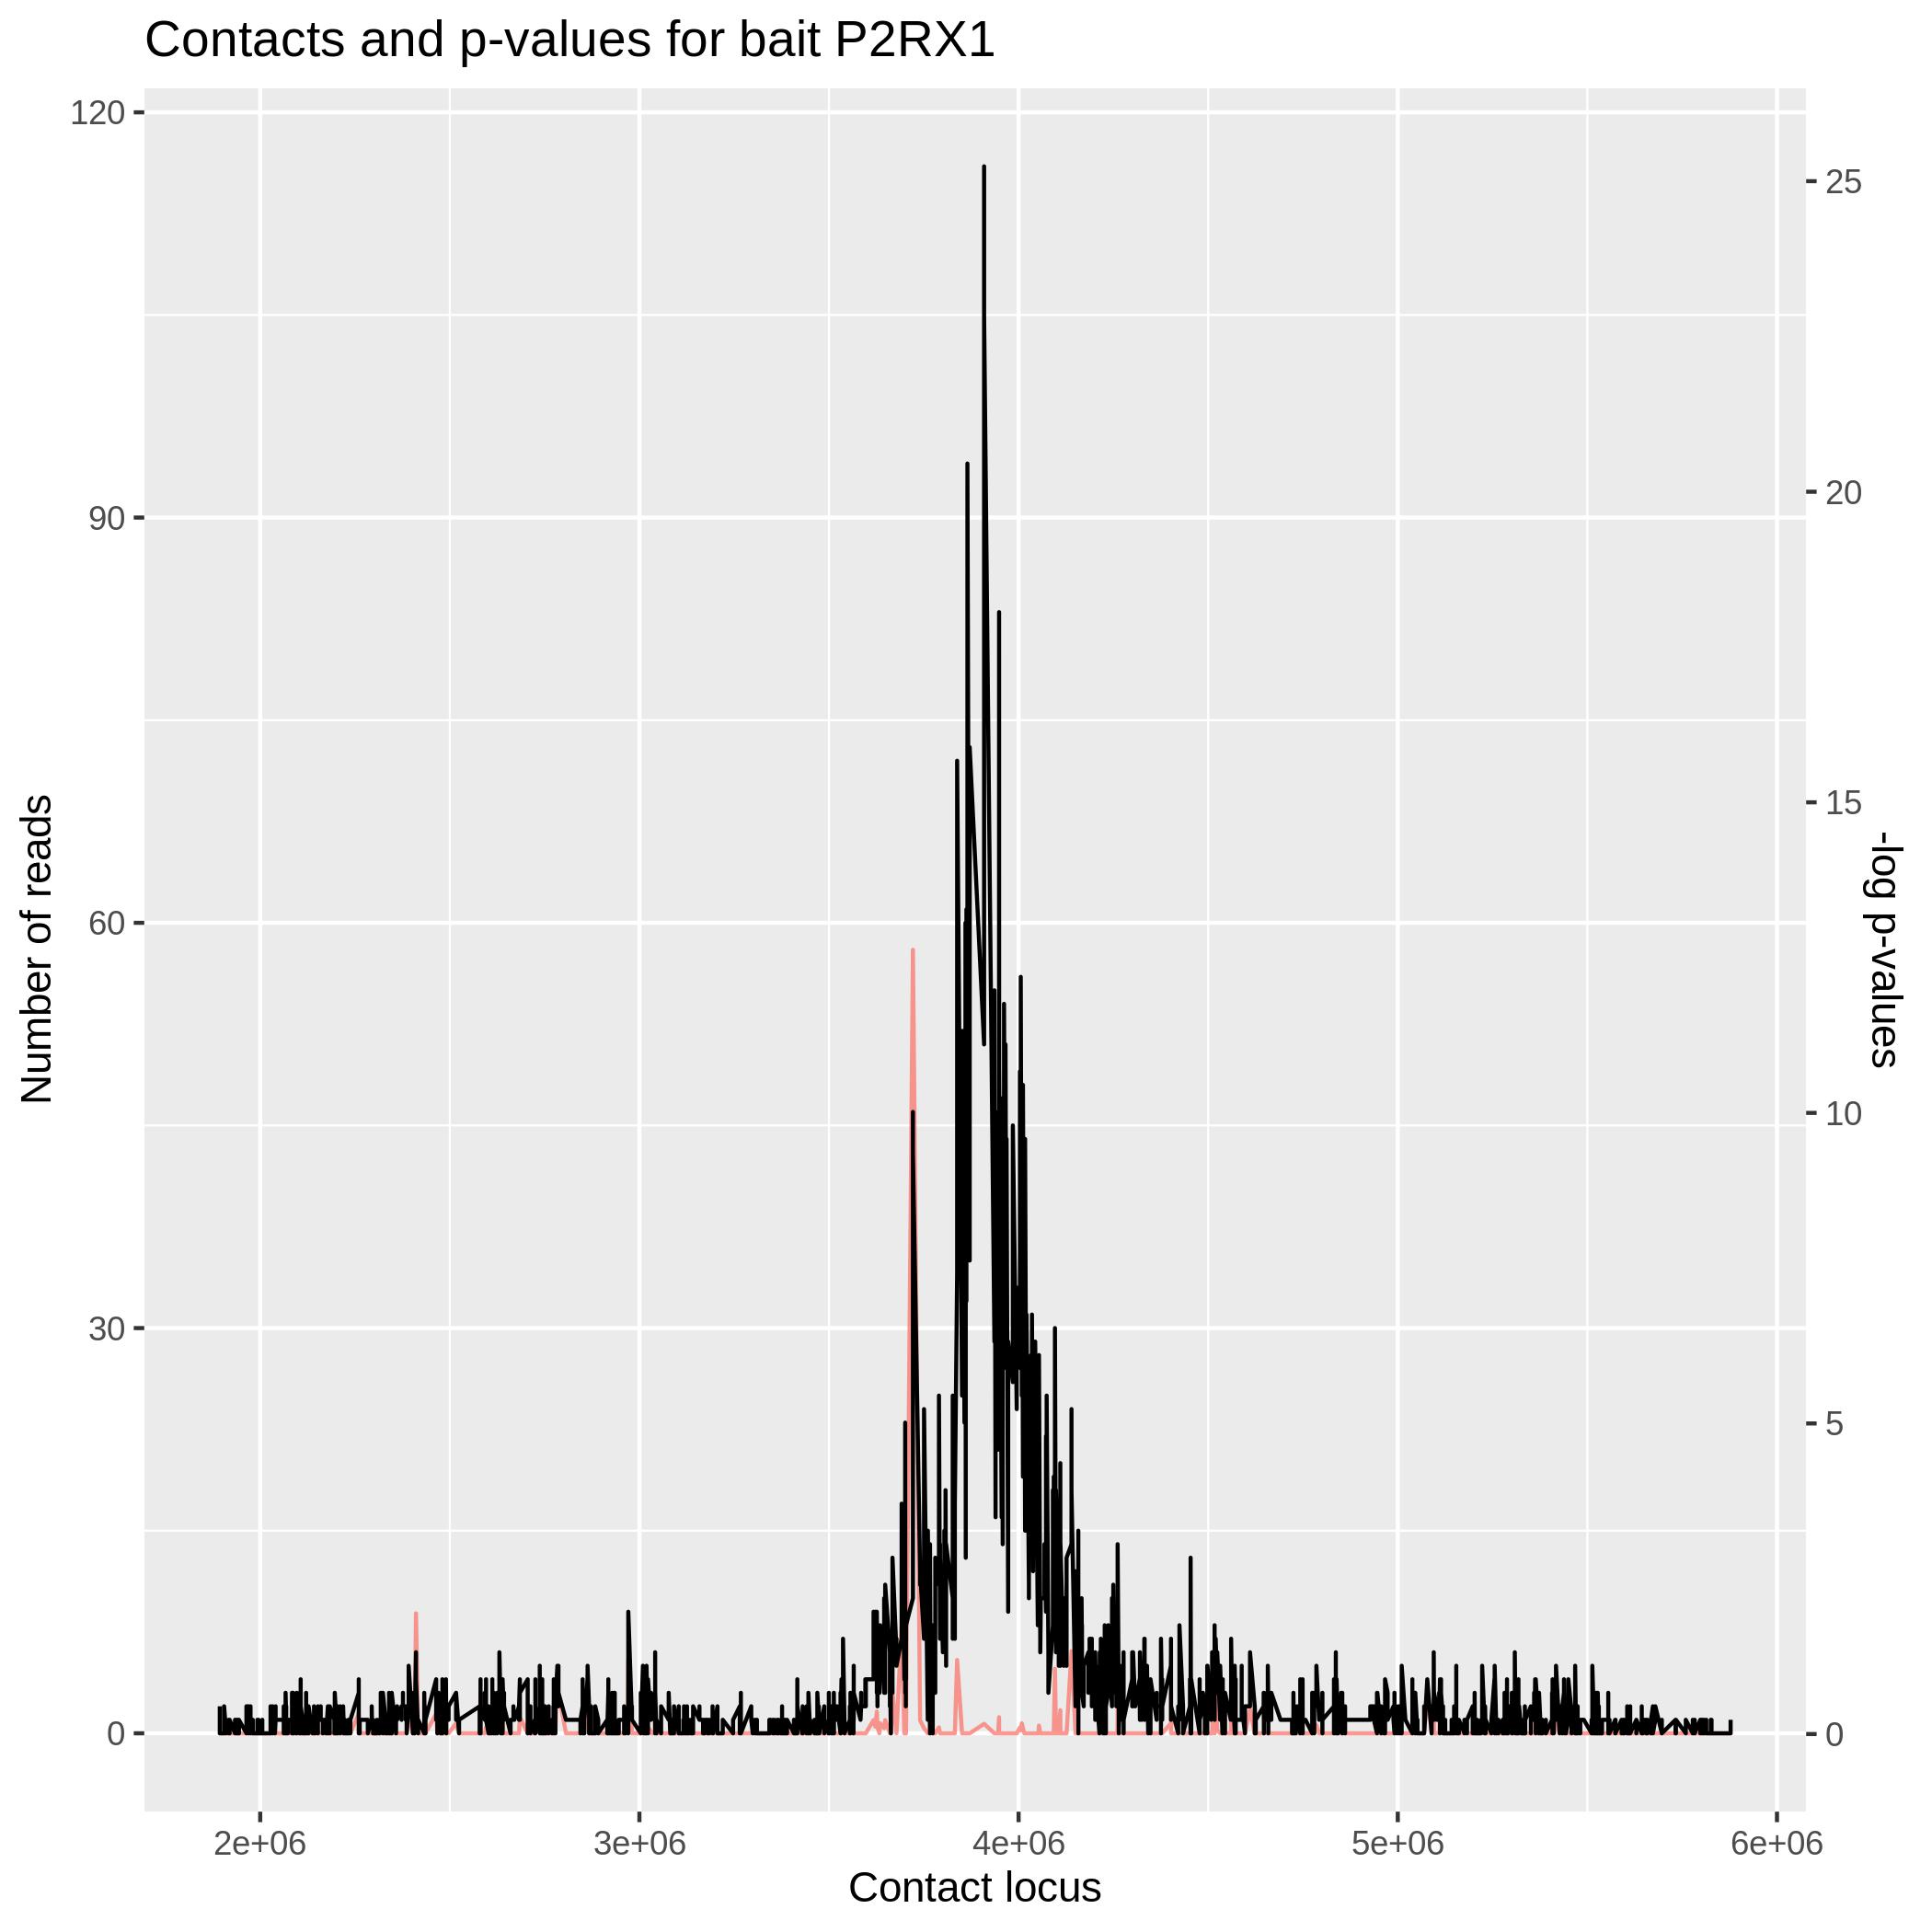 Contacts and p-values for bait P2RX1
120
90
60
30
0
Number of reads
25
20
15
10
5
0
-log p-values
2e+06
3e+06
4e+06
5e+06
6e+06
Contact locus